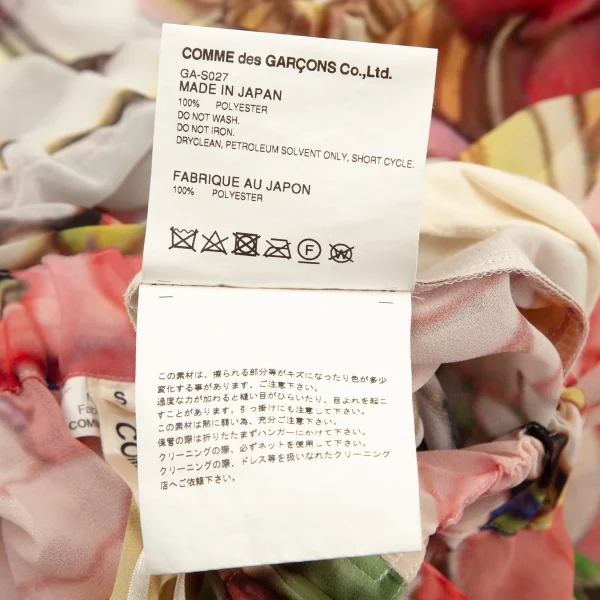 COMME des GARÇONS Co.,Ltd.
GA-S027
MADE IN JAPAN
100% POLYESTER
DO NOT WASH.
DO NOT IRON.
DRYCLEAN, PETROLEUM SOLVENT ONLY, SHORT CYCLE.
FABRIQUE AU JAPON
100% POLYESTER
F
W
この素材は、擦られる部分等がキズになったり色が多少
変化する事があります、ご注意下さい。
過度な力が加わると縫い目がひらいたり、目よれを起こ
すことがあります。引っ掛けにも注意して下さい。
この素材は熱に弱い為、充分ご注意下さい。
保管の際は折りたたまずハンガーにかけて下さい。
クリーニングの際、必ずネットを使用して下さい。
クリーニングの際、ドレス等を扱いなれたクリーニング
店へご依頼下さい。
S
COMM
CO